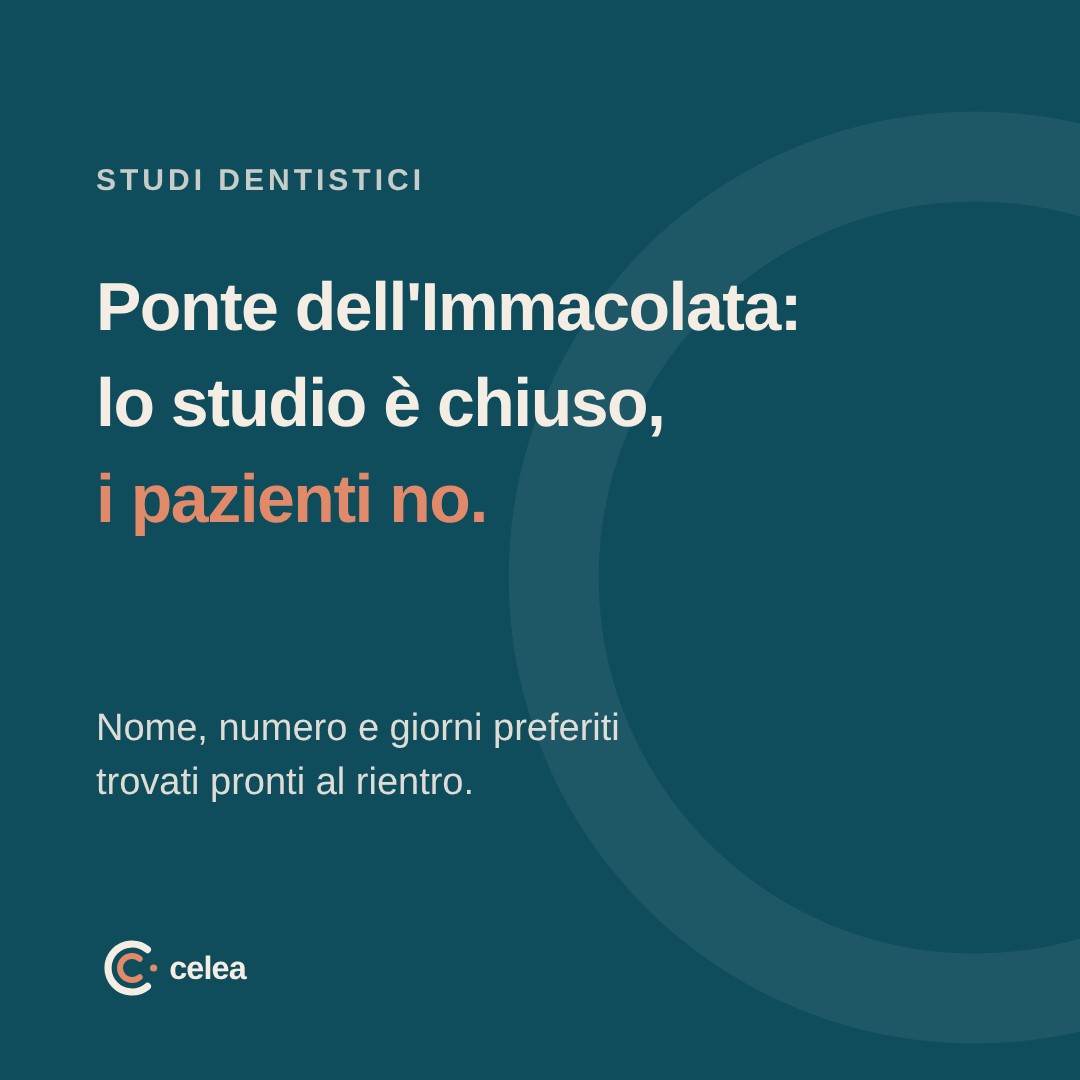 STUDI DENTISTICI
Ponte dell'Immacolata:
lo studio è chiuso,
i pazienti no.
Nome, numero e giorni preferiti
trovati pronti al rientro.
celea